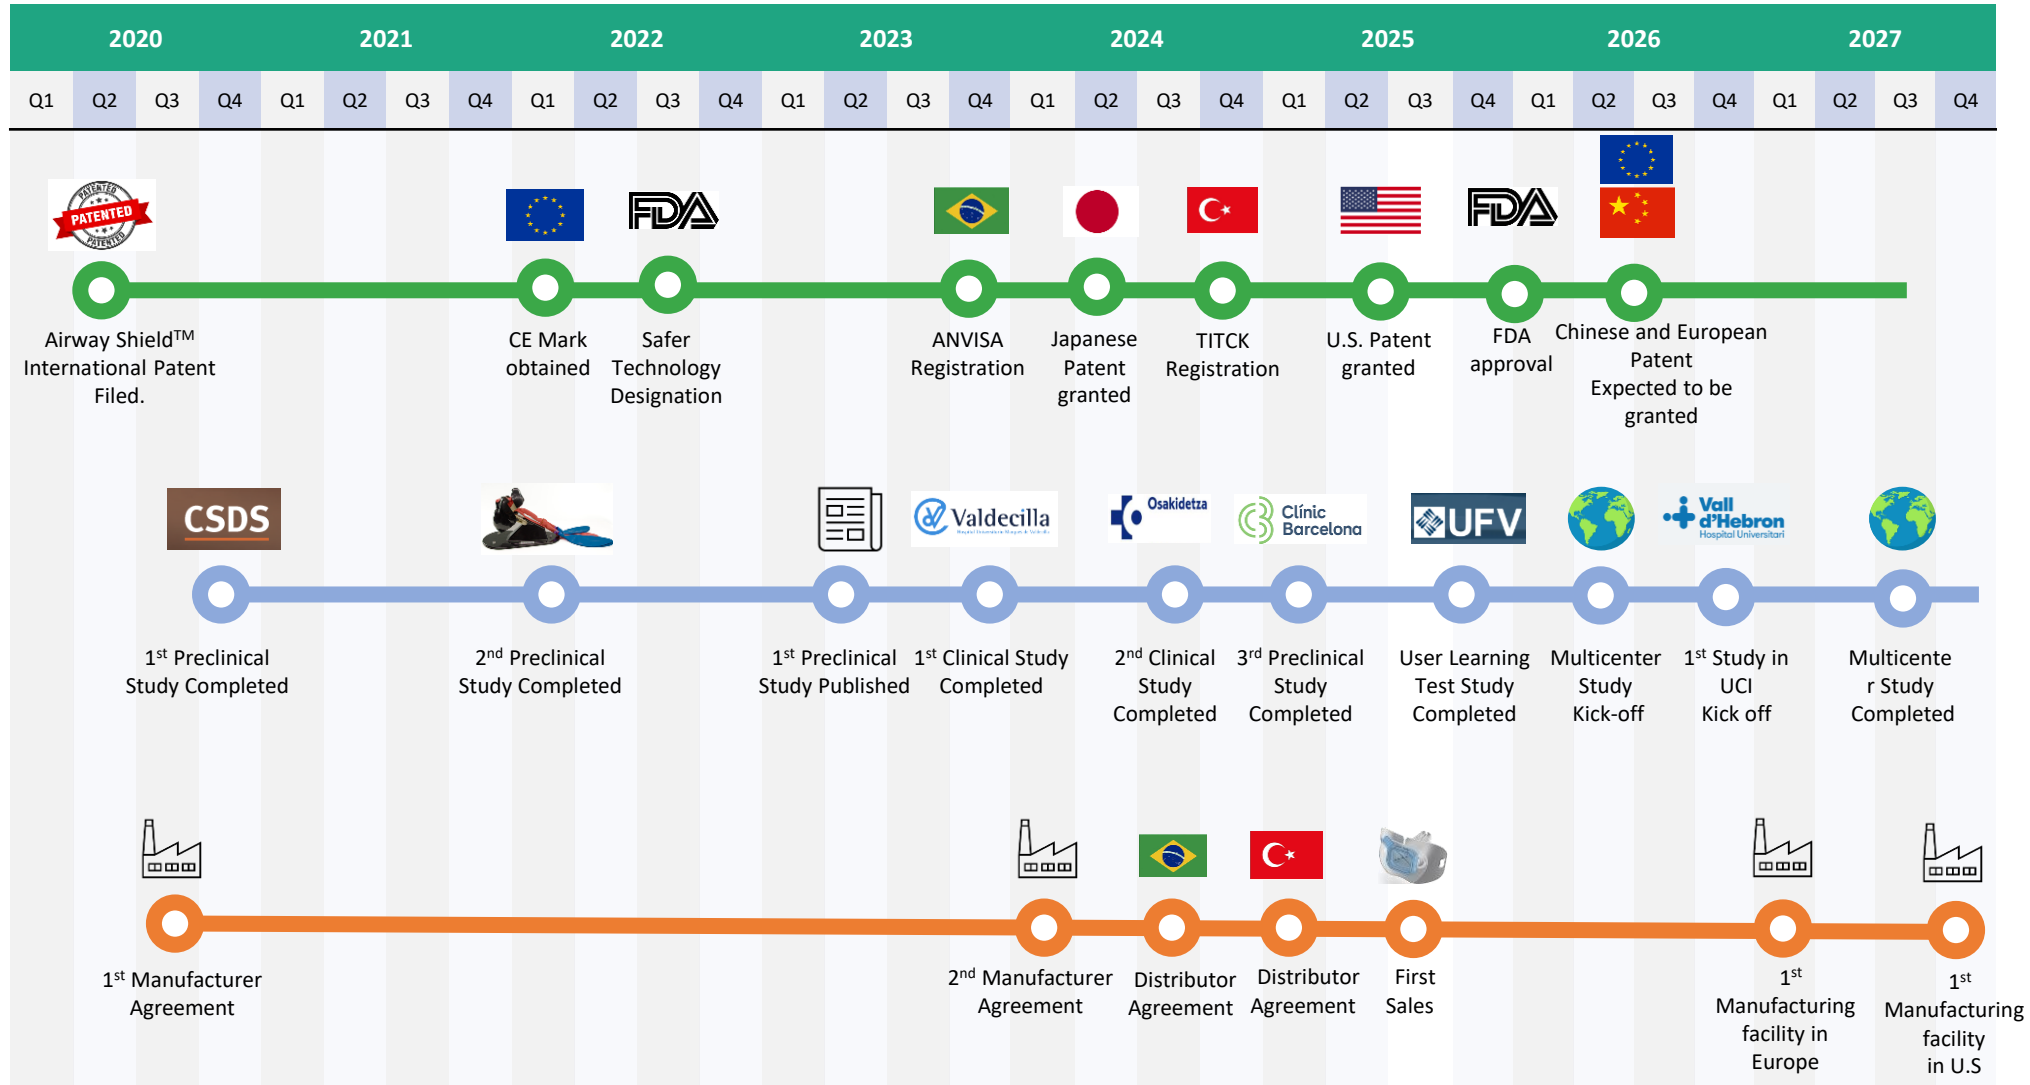 2020 2021 2022 2023 2024 2025 2026 2027
Q1 Q2 Q3 Q4 Q1 Q2 Q3 Q4 Q1 Q2 Q3 Q4 Q1 Q2 Q3 Q4 Q1 Q2 Q3 Q4 Q1 Q2 Q3 Q4 Q1 Q2 Q3 Q4 Q1 Q2 Q3 Q4
PATENTED
PATENTED
PATENTED
FDA
FDA
Airway Shield™
International Patent
Filed.
CE Mark
obtained
Safer
Technology
Designation
ANVISA
Registration
Japanese
Patent
granted
TITCK
Registration
U.S. Patent
granted
FDA
approval
Chinese and European
Patent
Expected to be
granted
CSDS
Valdecilla
Hospital Universitario Marqués de Valdecilla
Osakidetza
Clínic
Barcelona
UFV
Vall
d'Hebron
Hospital Universitari
1st Preclinical
Study Completed
2nd Preclinical
Study Completed
1st Preclinical
Study Published
1st Clinical Study
Completed
2nd Clinical
Study
Completed
3rd Preclinical
Study
Completed
User Learning
Test Study
Completed
Multicenter
Study
Kick-off
1st Study in
UCI
Kick off
Multicente
r Study
Completed
1st Manufacturer
Agreement
2nd Manufacturer
Agreement
Distributor
Agreement
Distributor
Agreement
First
Sales
1st
Manufacturing
facility in
Europe
1st
Manufacturing
facility
in U.S